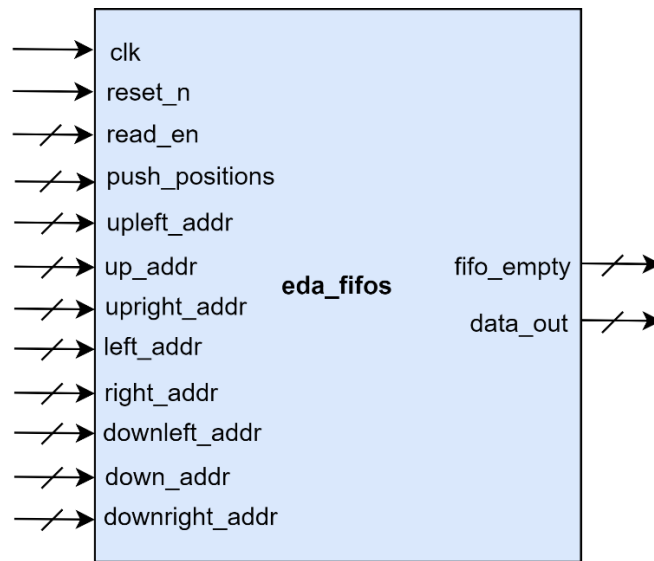 clk
reset_n
read_en
push_positions
upleft_addr
up_addr
upright_addr
left_addr
right_addr
downleft_addr
down_addr
downright_addr
eda_fifos
fifo_empty
data_out